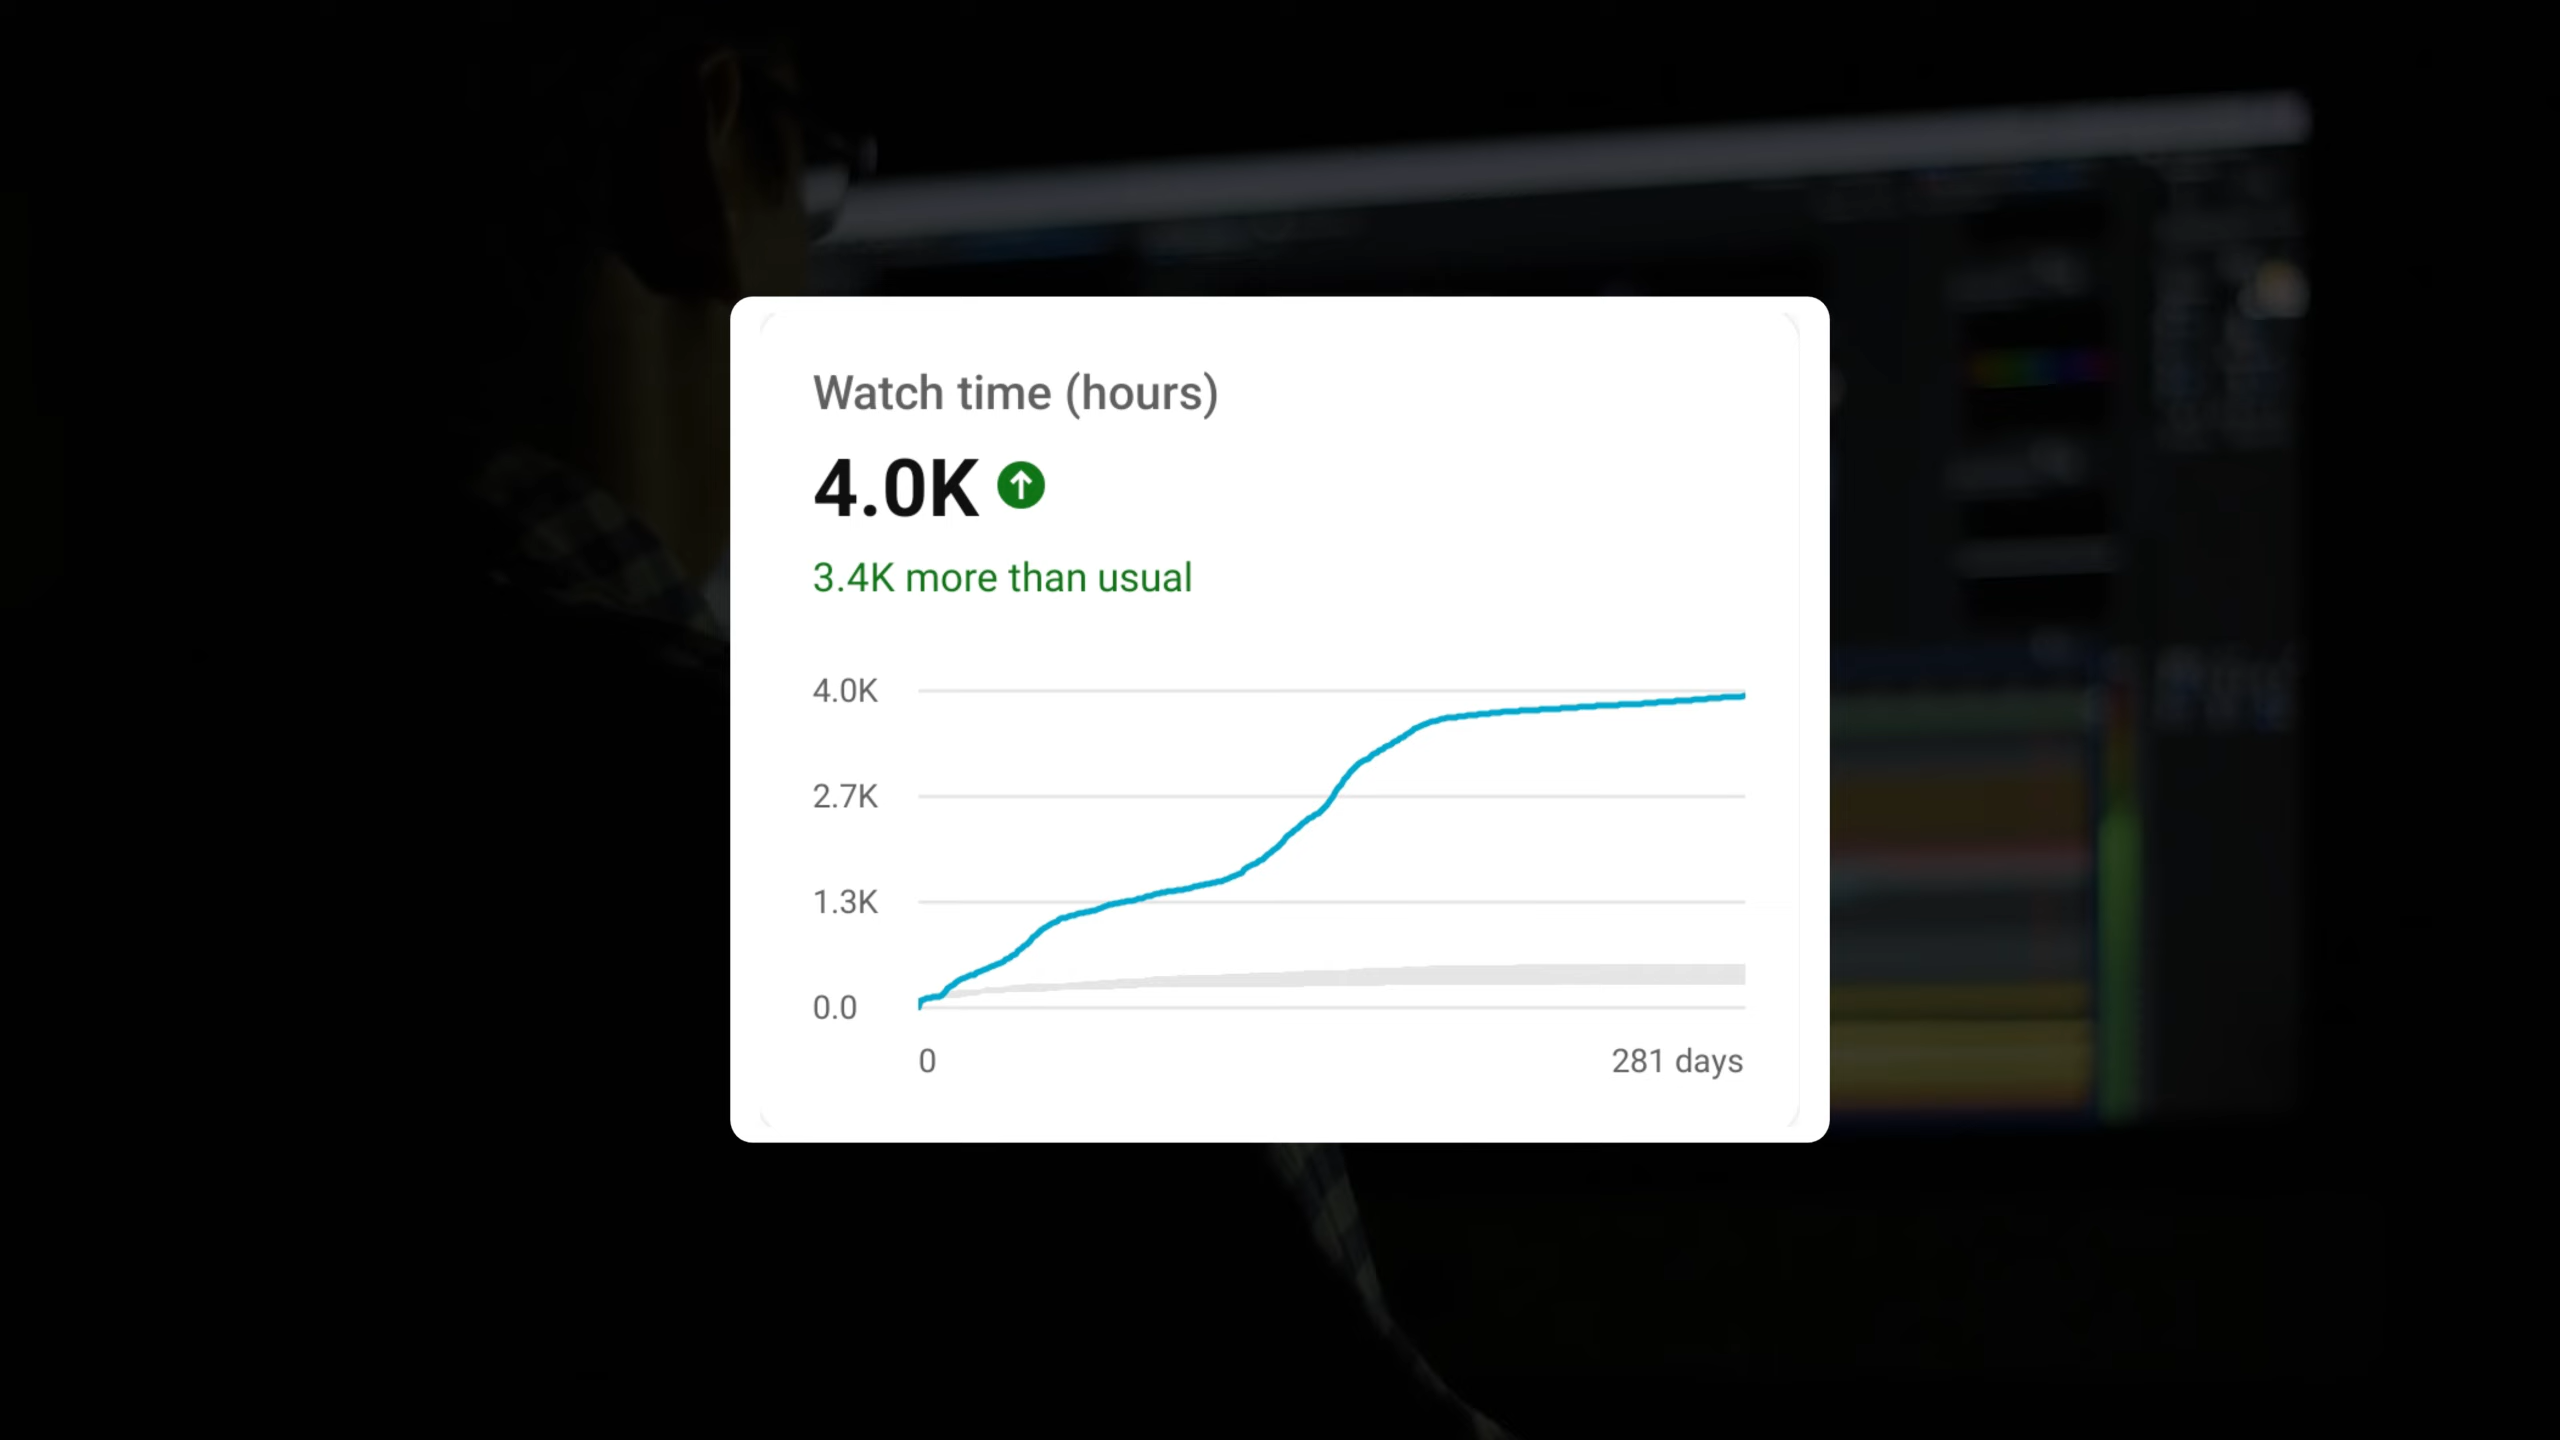 Watch time (hours)
4.0K
3.4K more than usual
4.0K
2.7K
1.3K
0.0
0
281 days